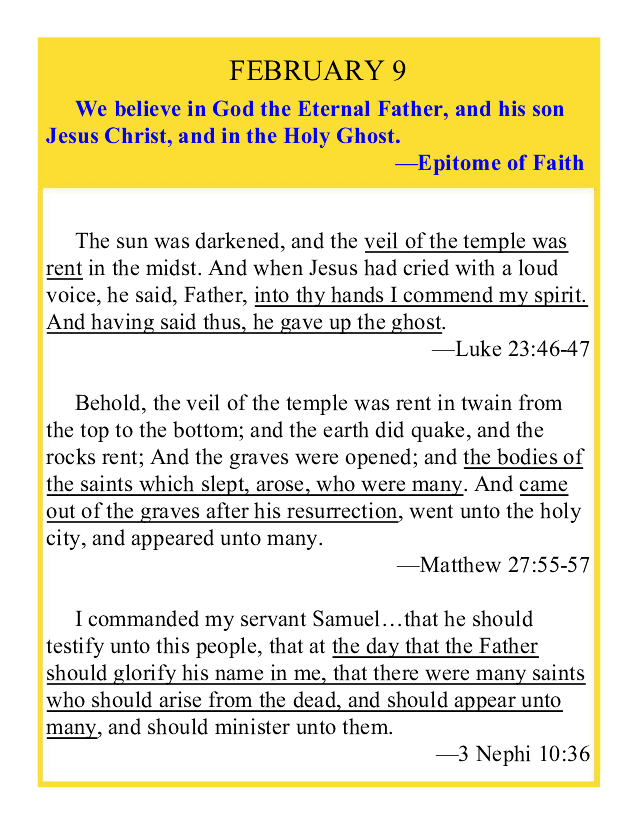 FEBRUARY 9
We believe in God the Eternal Father, and his son
Jesus Christ, and in the Holy Ghost.
—Epitome of Faith
The sun was darkened, and the veil of the temple was
rent in the midst. And when Jesus had cried with a loud
voice, he said, Father, into thy hands I commend my spirit.
And having said thus, he gave up the ghost.
—Luke 23:46-47
Behold, the veil of the temple was rent in twain from
the top to the bottom; and the earth did quake, and the
rocks rent; And the graves were opened; and the bodies of
the saints which slept, arose, who were many. And came
out of the graves after his resurrection, went unto the holy
city, and appeared unto many.
—Matthew 27:55-57
I commanded my servant Samuel…that he should
testify unto this people, that at the day that the Father
should glorify his name in me, that there were many saints
who should arise from the dead, and should appear unto
many, and should minister unto them.
—3 Nephi 10:36